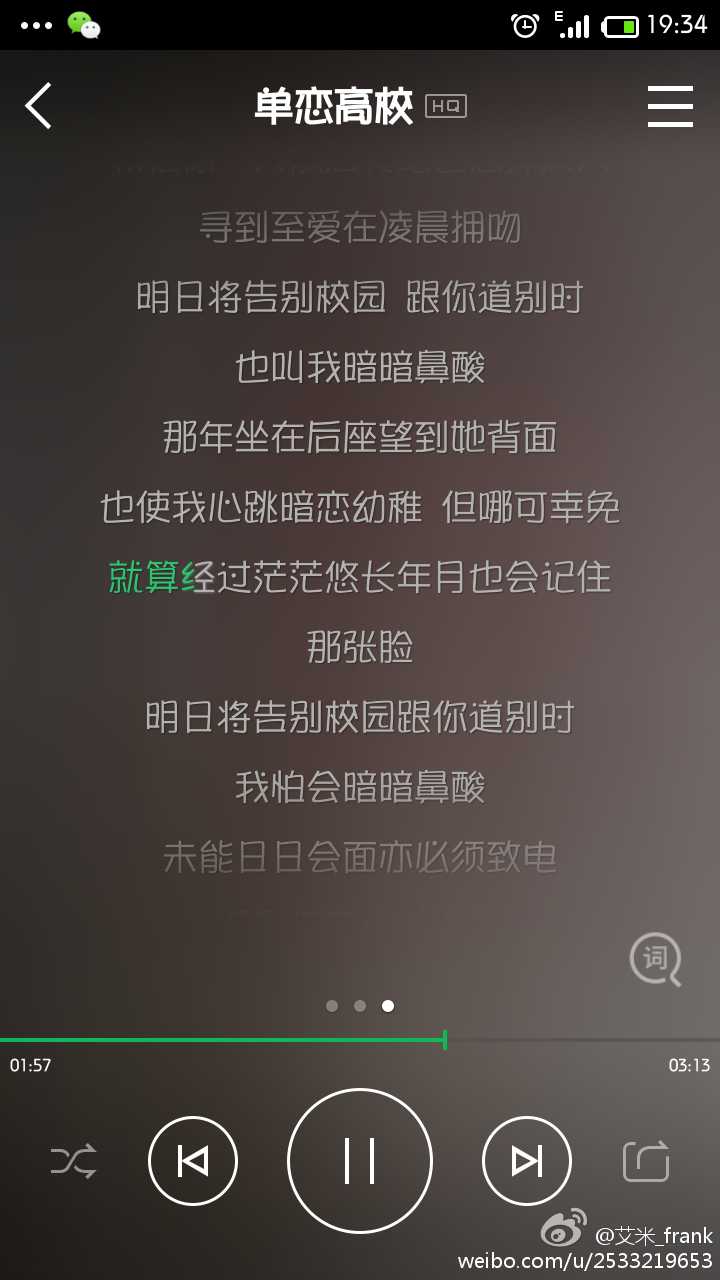 E 19:34
单恋高校 HQ
寻到至爱在凌晨拥吻
明日将告别校园 跟你道别时
也叫我暗暗鼻酸
那年坐在后座望到她背面
也使我心跳暗恋幼稚 但哪可幸免
就算经过茫茫悠长年月也会记住
那张脸
明日将告别校园跟你道别时
我怕会暗暗鼻酸
未能日日会面亦必须致电
词
01:57 03:13
@艾米_frank
weibo.com/u/2533219653